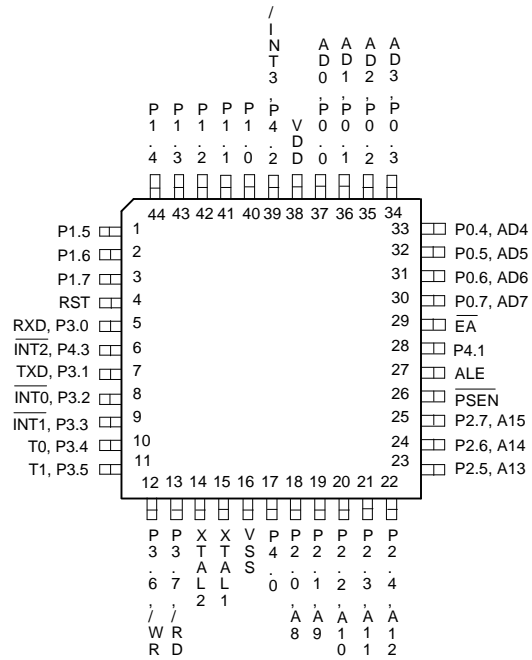 P1.4
P1.3
P1.2
P1.1
P1.0
/INT3,P4.2
VDD
AD0,P0.0
AD1,P0.1
AD2,P0.2
AD3,P0.3
44
43
42
41
40
39
38
37
36
35
34
P1.5
1
P1.6
2
P1.7
3
RST
4
RXD, P3.0
5
INT2, P4.3
6
TXD, P3.1
7
INT0, P3.2
8
INT1, P3.3
9
T0, P3.4
10
T1, P3.5
11
33
P0.4, AD4
32
P0.5, AD5
31
P0.6, AD6
30
P0.7, AD7
29
EA
28
P4.1
27
ALE
26
PSEN
25
P2.7, A15
24
P2.6, A14
23
P2.5, A13
12
13
14
15
16
17
18
19
20
21
22
P3.6,/WR
P3.7,/RD
XTAL2
XTAL1
VSS
P4.0
P2.0,A8
P2.1,A9
P2.2,A10
P2.3,A11
P2.4,A12